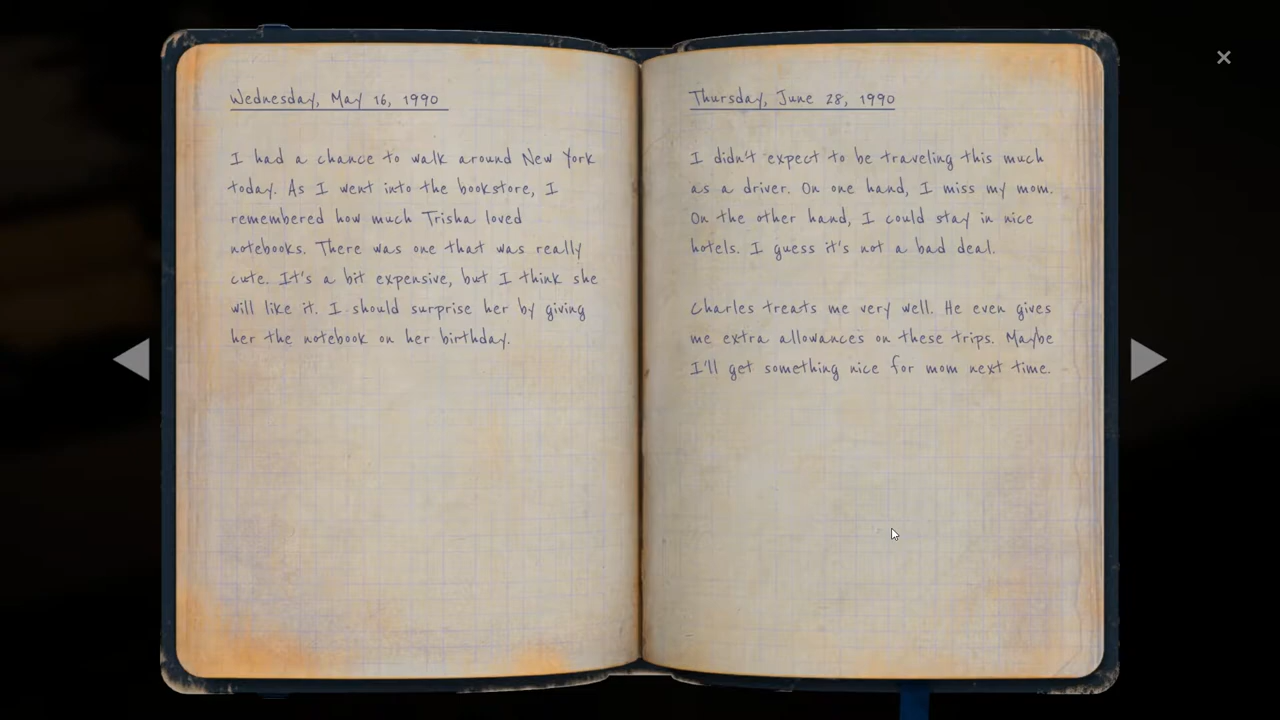 Wednesday, May 16, 1990
I had a chance to walk around New York
today. As I went into the bookstore, I
remembered how much Trisha loved
notebooks. There was one that was really
cute. It's a bit expensive, but I think she
will like it. I should surprise her by giving
her the notebook on her birthday.
Thursday, June 28, 1990
I didn't expect to be traveling this much
as a driver. On one hand, I miss my mom.
On the other hand, I could stay in nice
hotels. I guess it's not a bad deal.
Charles treats me very well. He even gives
me extra allowances on these trips. Maybe
I'll get something nice for mom next time.